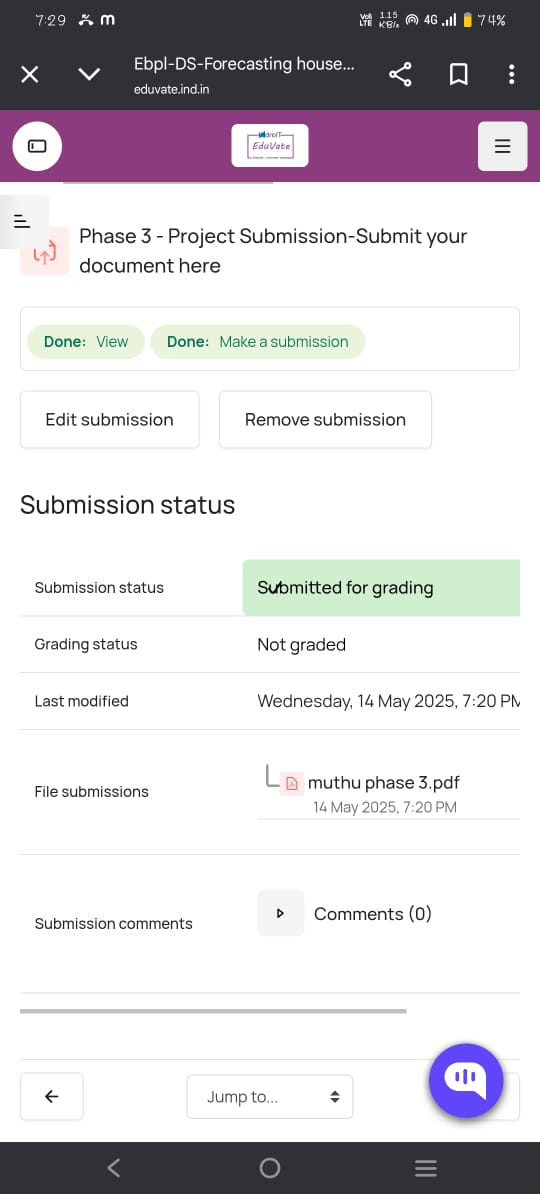 7:29
Vo) LTE 1.15 KB/s 4G 74%
Ebpl-DS-Forecasting house...
eduvate.ind.in
EduVate
Phase 3 - Project Submission-Submit your
document here
Done: View Done: Make a submission
Edit submission Remove submission
Submission status
Submission status Submitted for grading
Grading status Not graded
Last modified Wednesday, 14 May 2025, 7:20 PM
File submissions muthu phase 3.pdf
14 May 2025, 7:20 PM
Submission comments Comments (0)
Jump to...